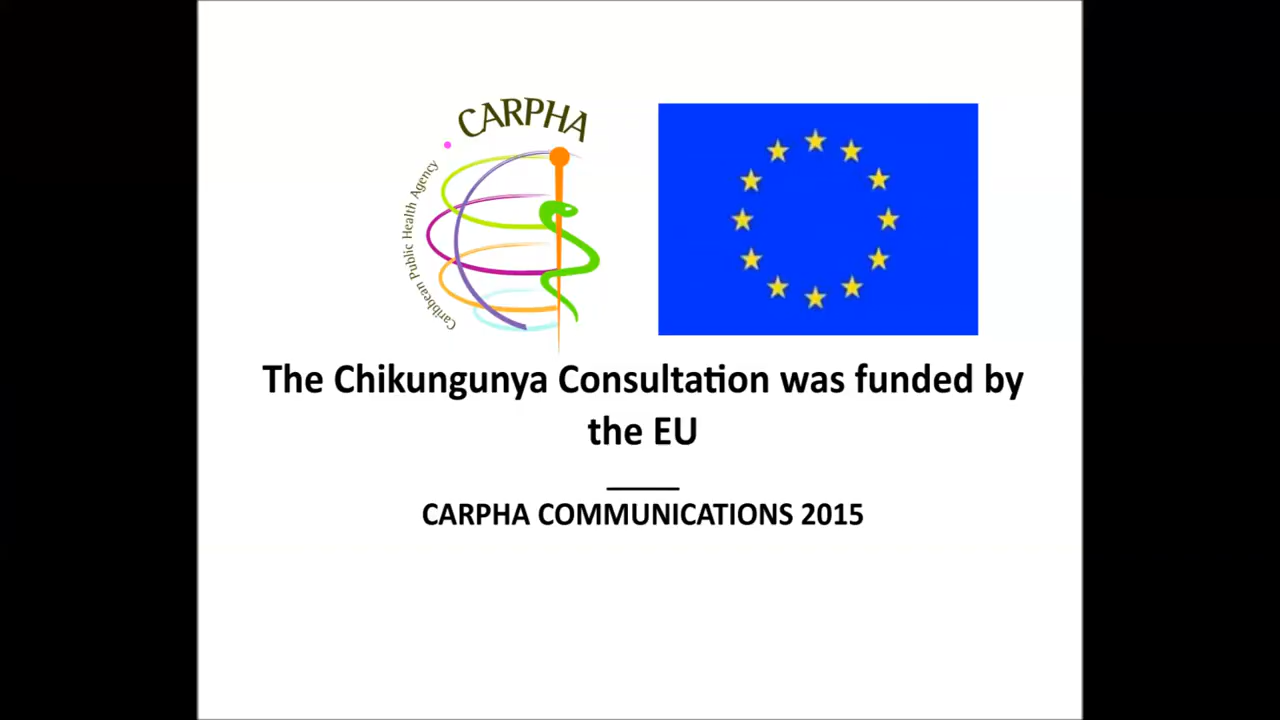 CARPHA
Caribbean Public Health Agency
The Chikungunya Consultation was funded by
the EU
CARPHA COMMUNICATIONS 2015